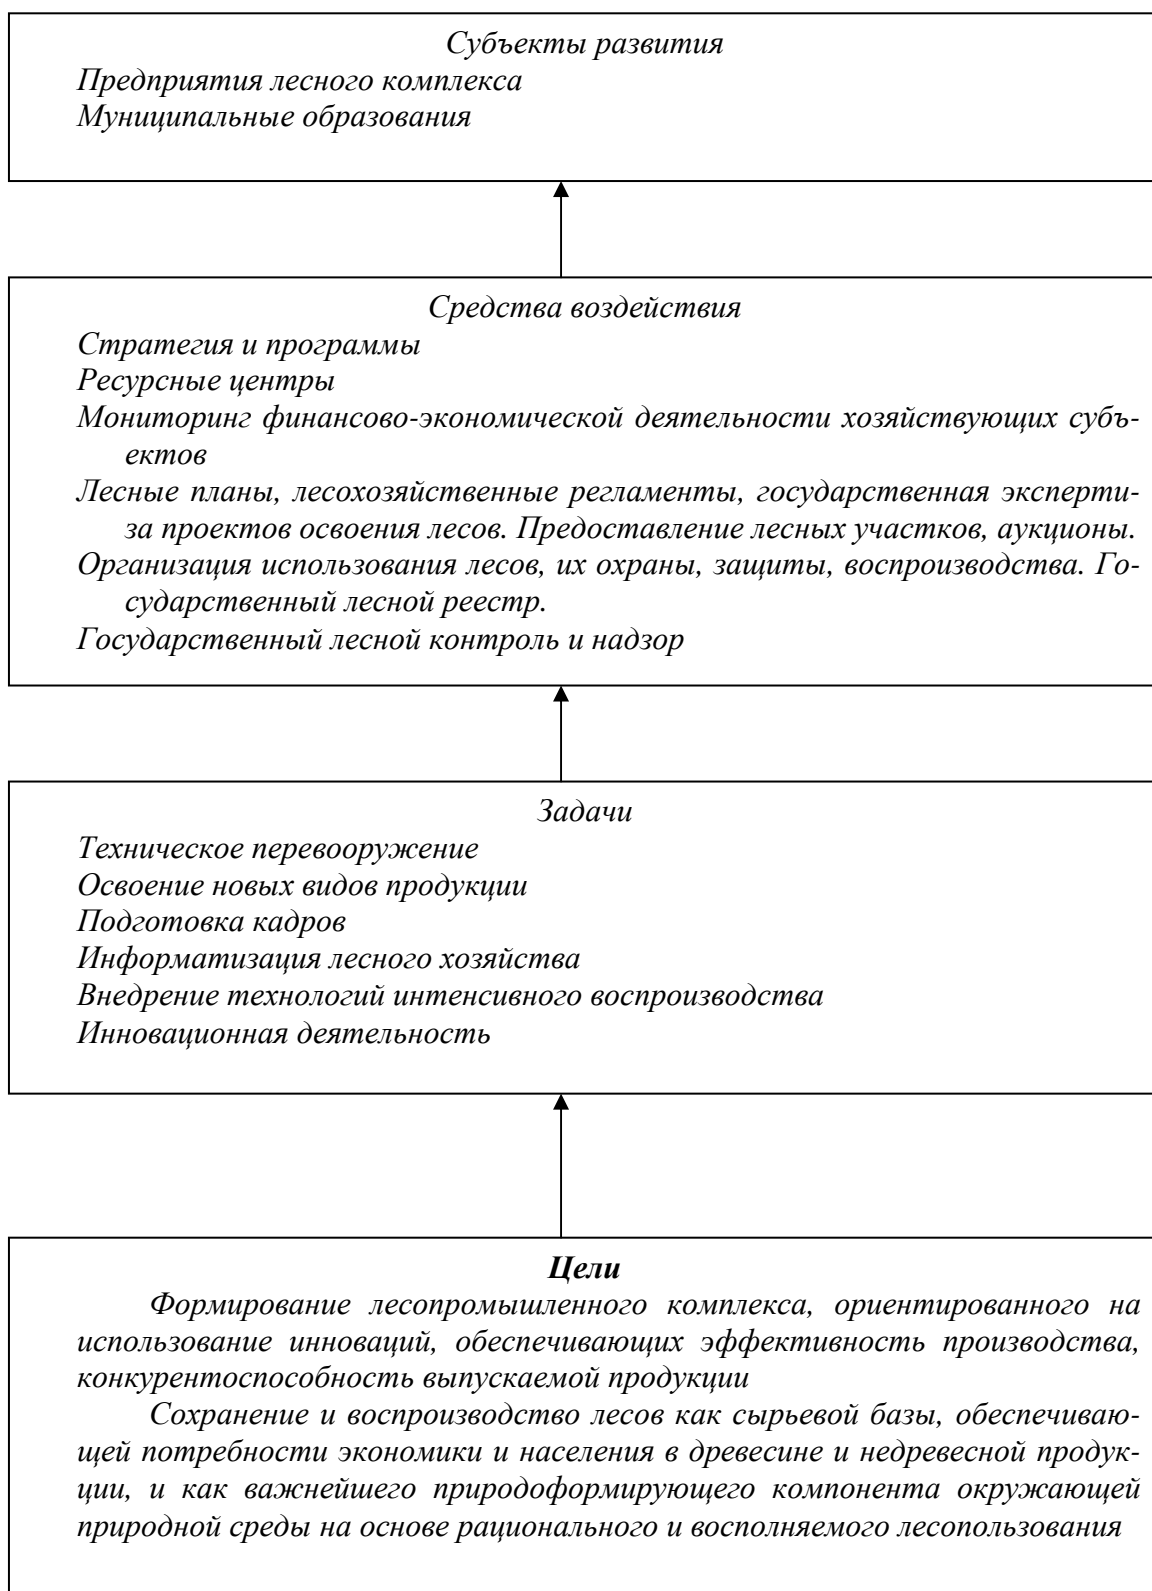 Субъекты развития
Предприятия лесного комплекса
Муниципальные образования
Средства воздействия
Стратегия и программы
Ресурсные центры
Мониторинг финансово-экономической деятельности хозяйствующих субъ-
ектов
Лесные планы, лесохозяйственные регламенты, государственная эксперти-
за проектов освоения лесов. Предоставление лесных участков, аукционы.
Организация использования лесов, их охраны, защиты, воспроизводства. Го-
сударственный лесной реестр.
Государственный лесной контроль и надзор
Задачи
Техническое перевооружение
Освоение новых видов продукции
Подготовка кадров
Информатизация лесного хозяйства
Внедрение технологий интенсивного воспроизводства
Инновационная деятельность
Цели
Формирование лесопромышленного комплекса, ориентированного на
использование инноваций, обеспечивающих эффективность производства,
конкурентоспособность выпускаемой продукции
Сохранение и воспроизводство лесов как сырьевой базы, обеспечиваю-
щей потребности экономики и населения в древесине и недревесной продук-
ции, и как важнейшего природоформирующего компонента окружающей
природной среды на основе рационального и восполняемого лесопользования